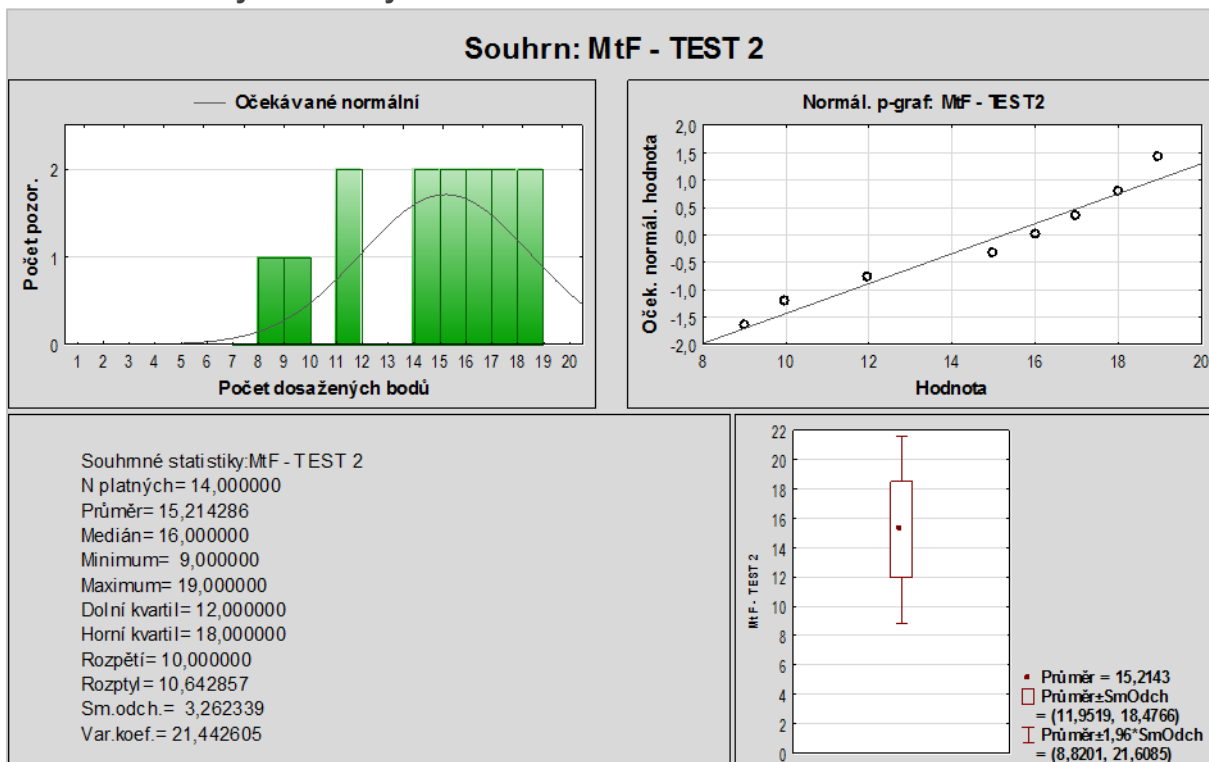 Souhrn: MtF - TEST 2
Očekávané normální
Počet pozor.
2
1
0
1 2 3 4 5 6 7 8 9 10 11 12 13 14 15 16 17 18 19 20
Počet dosažených bodů
Normál. p-graf: MtF - TEST2
Oček. normál. hodnota
2,0
1,5
1,0
0,5
0,0
-0,5
-1,0
-1,5
-2,0
8 10 12 14 16 18 20
Hodnota
Souhrnné statistiky:MtF - TEST 2
N platných= 14,000000
Průměr= 15,214286
Medián= 16,000000
Minimum= 9,000000
Maximum= 19,000000
Dolní kvartil= 12,000000
Horní kvartil= 18,000000
Rozpětí= 10,000000
Rozptyl= 10,642857
Sm.odch.= 3,262339
Var.koef.= 21,442605
MtF - TEST 2
22
20
18
16
14
12
10
8
6
4
2
0
Průměr = 15,2143
Průměr±SmOdch
= (11,9519, 18,4766)
Průměr±1,96*SmOdch
= (8,8201, 21,6085)